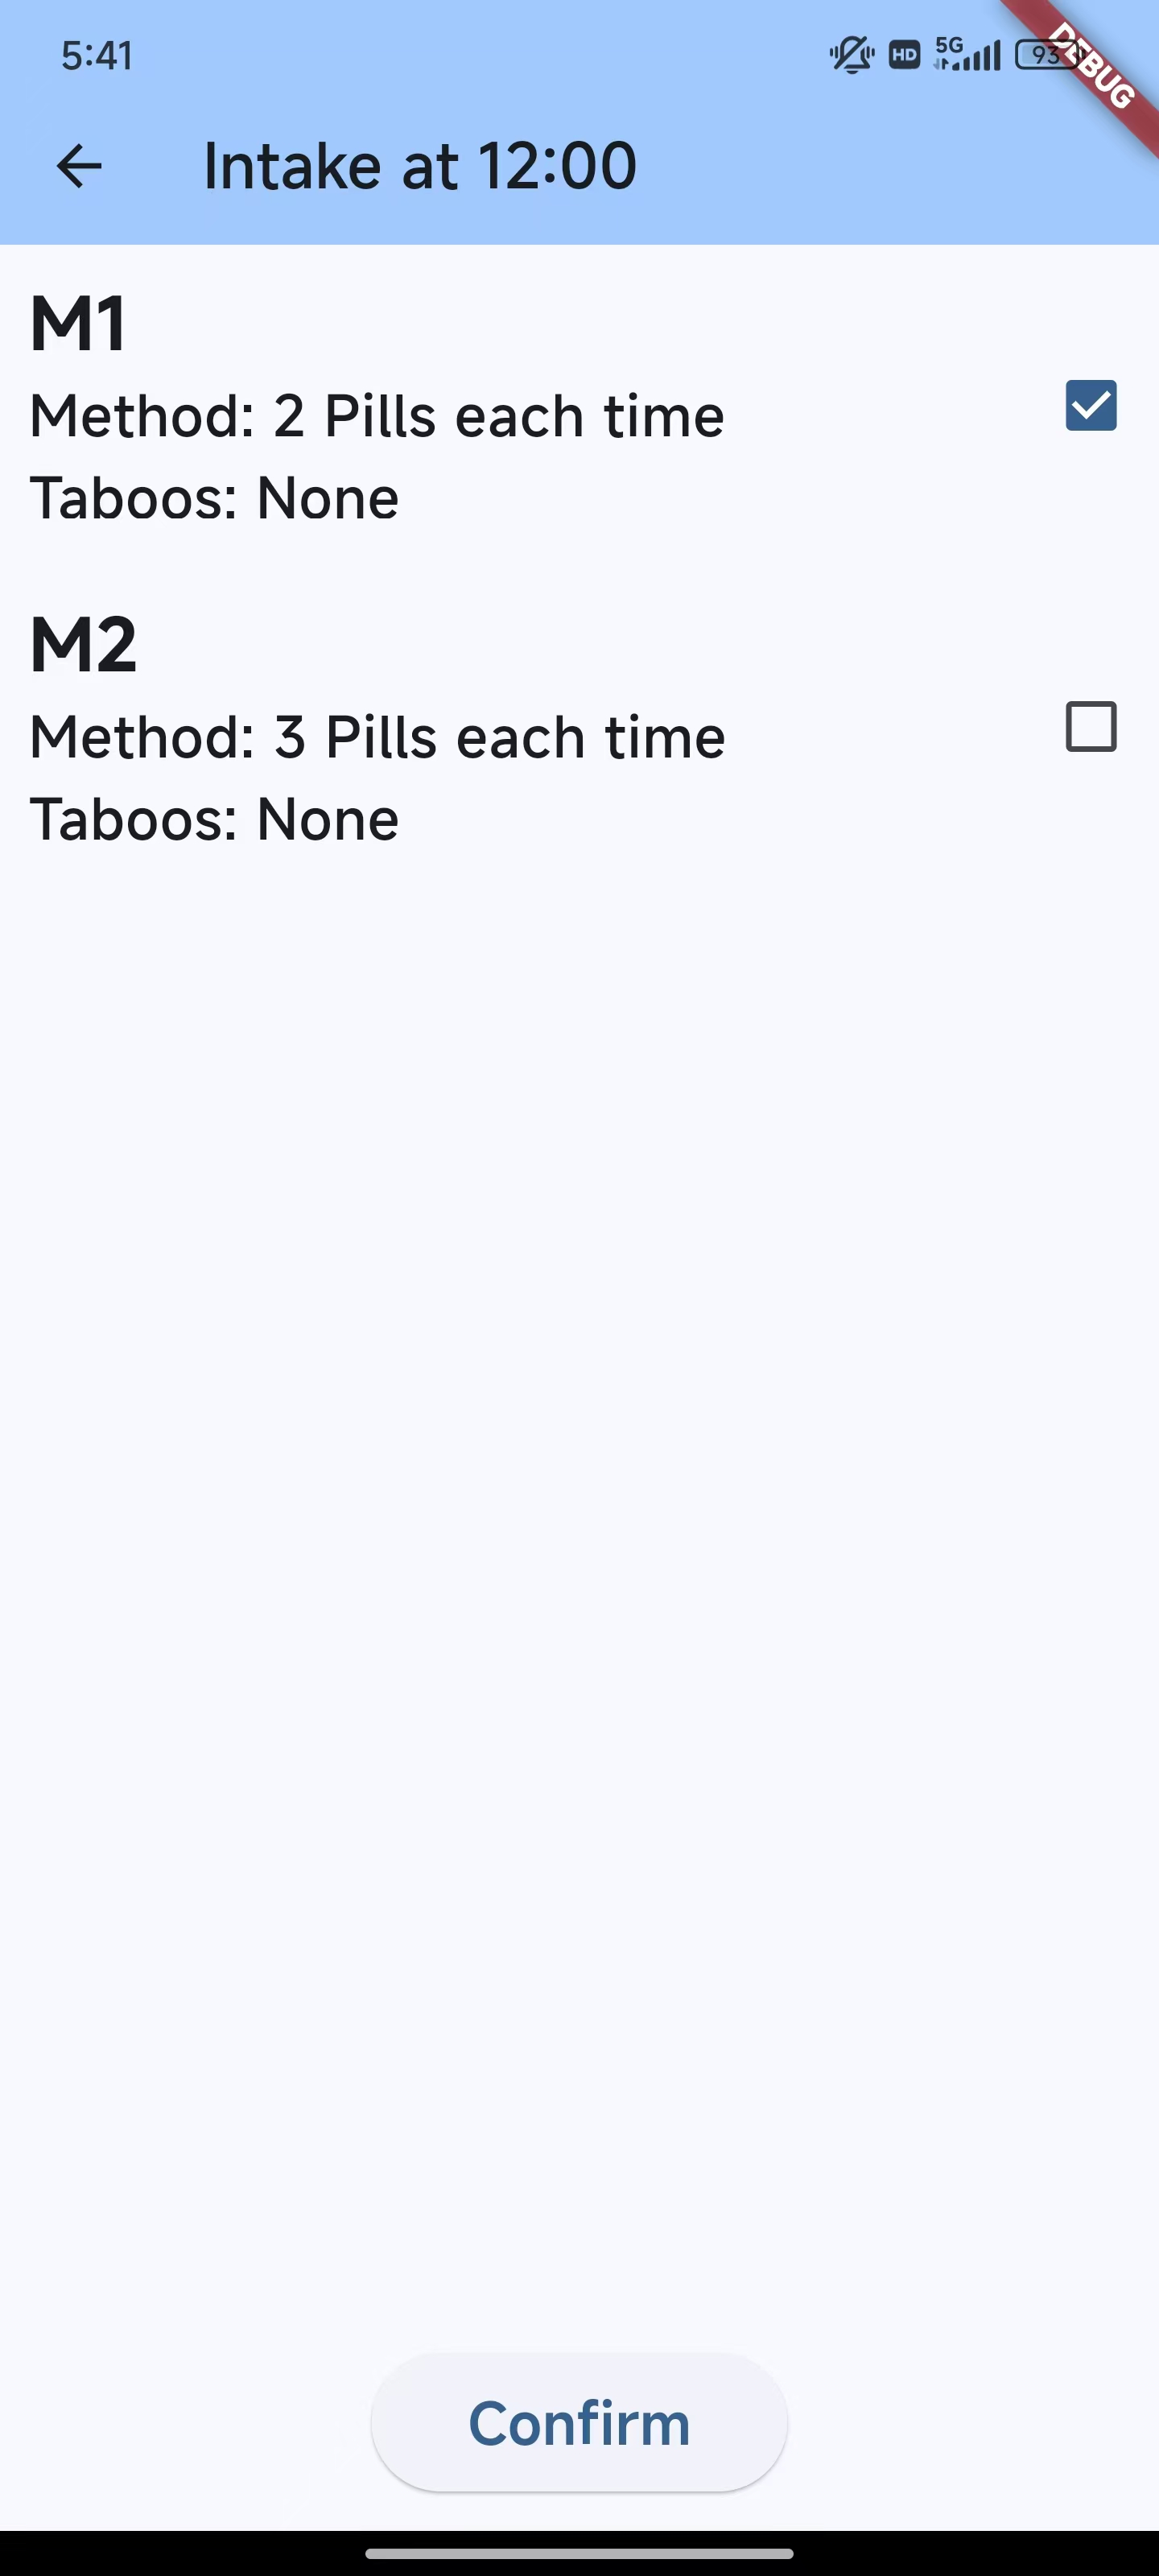 5:41
HD
5G
93
DEBUG
Intake at 12:00
M1
Method: 2 Pills each time
Taboos: None
M2
Method: 3 Pills each time
Taboos: None
Confirm